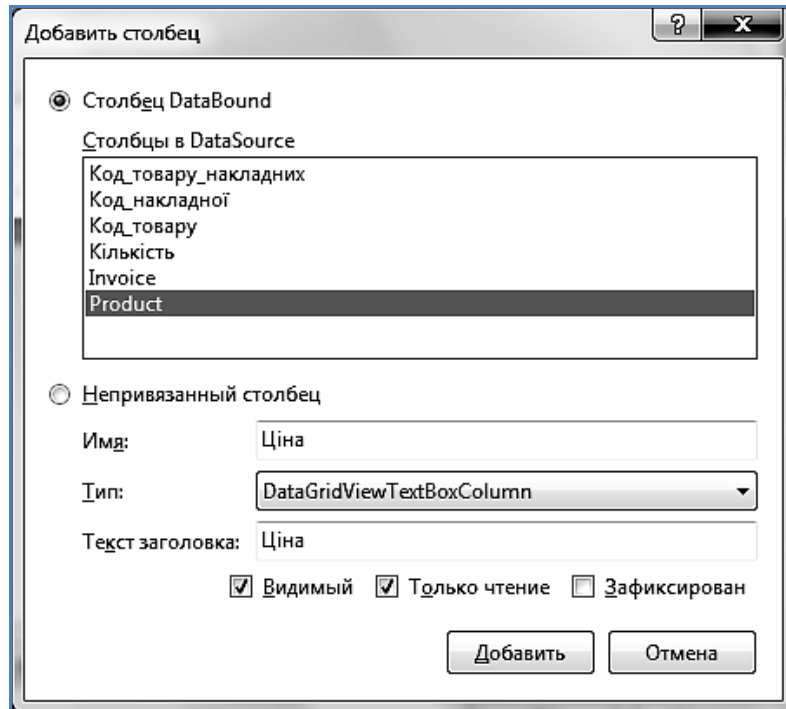 Добавить столбец
Столбец DataBound
Столбцы в DataSource
Код_товару_накладних
Код_накладної
Код_товару
Кількість
Invoice
Product
Непривязанный столбец
Имя: Ціна
Тип: DataGridViewTextBoxColumn
Текст заголовка: Ціна
Видимый Только чтение Зафиксирован
Добавить Отмена